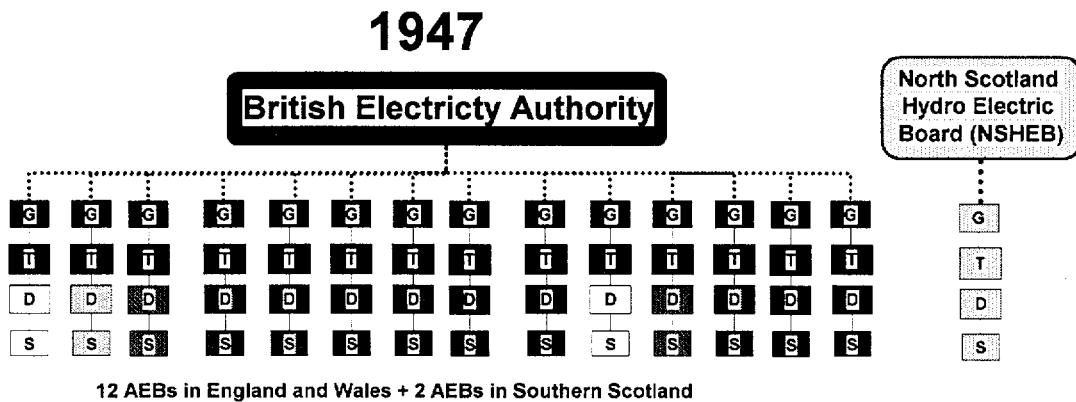 1947
British Electricty Authority
North Scotland
Hydro Electric
Board (NSHEB)
G G G G G G G G G G G G G G G
T T T T T T T T T T T T T T T
D D D D D D D D D D D D D D D
S S S S S S S S S S S S S S S
12 AEBs in England and Wales + 2 AEBs in Southern Scotland